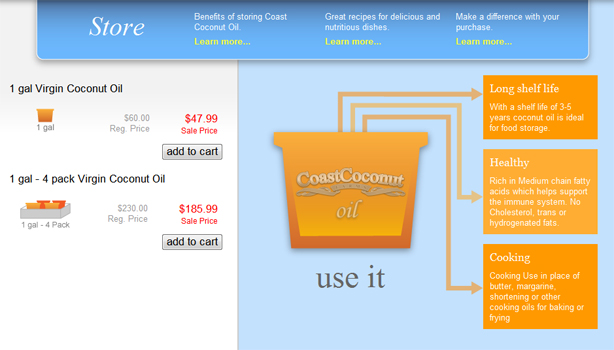 Store
Benefits of storing Coast
Coconut Oil.
Learn more...
Great recipes for delicious and
nutritious dishes.
Learn more...
Make a difference with your
purchase.
Learn more...
1 gal Virgin Coconut Oil
1 gal
$60.00
Reg. Price
$47.99
Sale Price
add to cart
1 gal - 4 pack Virgin Coconut Oil
1 gal - 4 Pack
$230.00
Reg. Price
$185.99
Sale Price
add to cart
CoastCoconut
oil
use it
Long shelf life
With a shelf life of 3-5
years coconut oil is ideal
for food storage.
Healthy
Rich in Medium chain fatty
acids which helps support
the immune system. No
Cholesterol, trans or
hydrogenated fats.
Cooking
Cooking Use in place of
butter, margarine,
shortening or other
cooking oils for baking or
frying